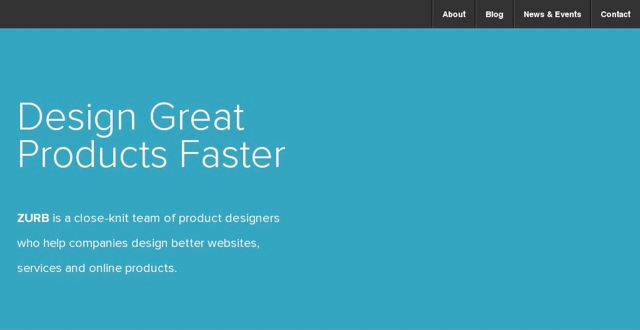 About Blog News & Events Contact
Design Great
Products Faster
ZURB is a close-knit team of product designers
who help companies design better websites,
services and online products.